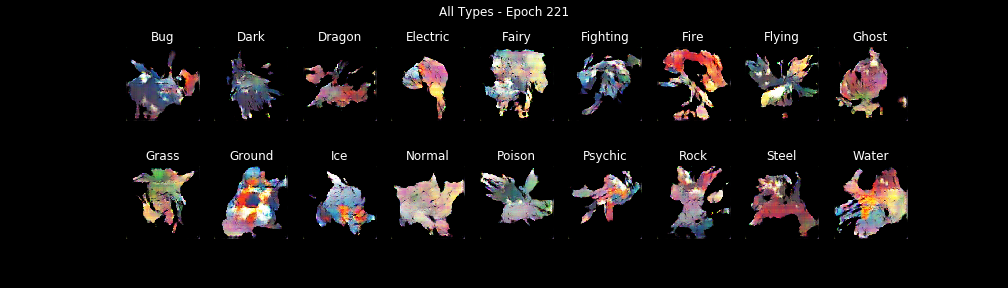 All Types - Epoch 221
Bug Dark Dragon Electric Fairy Fighting Fire Flying Ghost
Grass Ground Ice Normal Poison Psychic Rock Steel Water